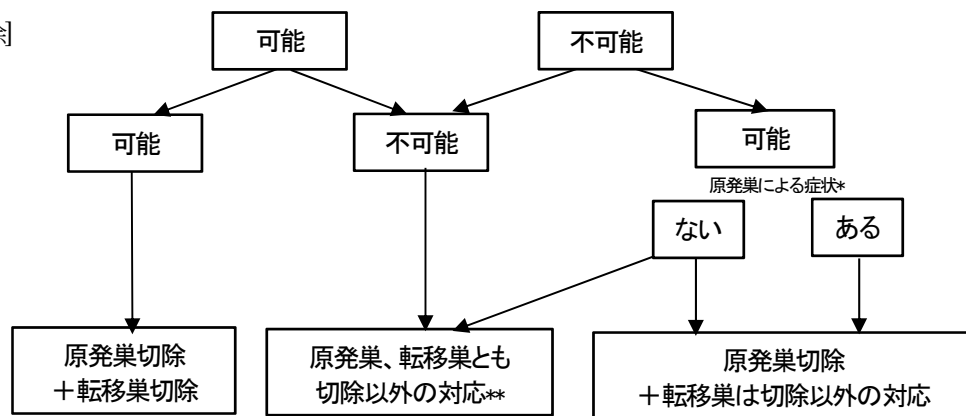 可能
不可能
可能
不可能
可能
原発巣による症状*
ない
ある
原発巣切除
＋転移巣切除
原発巣、転移巣とも
切除以外の対応**
原発巣切除
＋転移巣は切除以外の対応